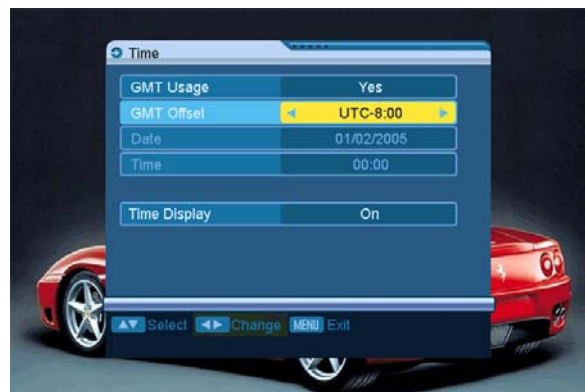 Time
GMT Usage Yes
GMT Offset UTC-8:00
Date 01/02/2005
Time 00:00
Time Display On
Select Change MENU Exit